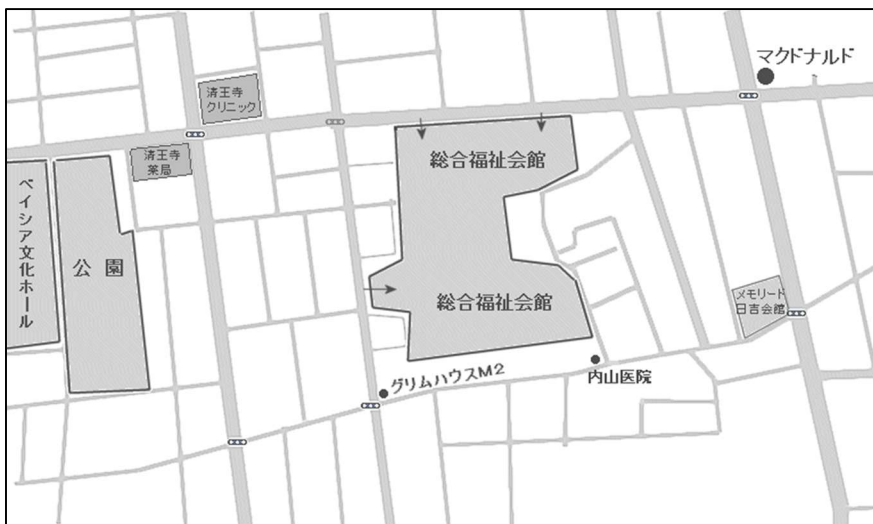 マクドナルド
清王寺
クリニック
清王寺
薬局
総合福祉会館
ベイシア文化ホール
公園
総合福祉会館
メモリード
日吉会館
グリムハウスM2
内山医院